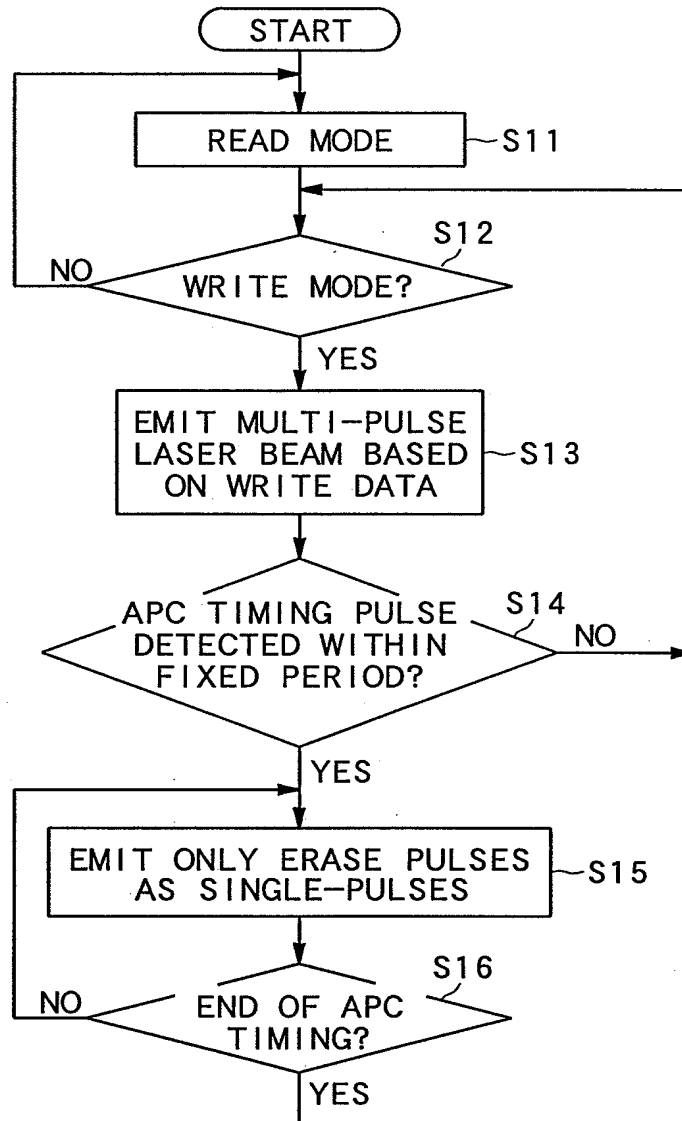 START
READ MODE
S11
S12
NO
WRITE MODE?
YES
EMIT MULTI-PULSE
LASER BEAM BASED
ON WRITE DATA
S13
S14
APC TIMING PULSE
DETECTED WITHIN
FIXED PERIOD?
NO
YES
EMIT ONLY ERASE PULSES
AS SINGLE-PULSES
S15
S16
NO
END OF APC
TIMING?
YES